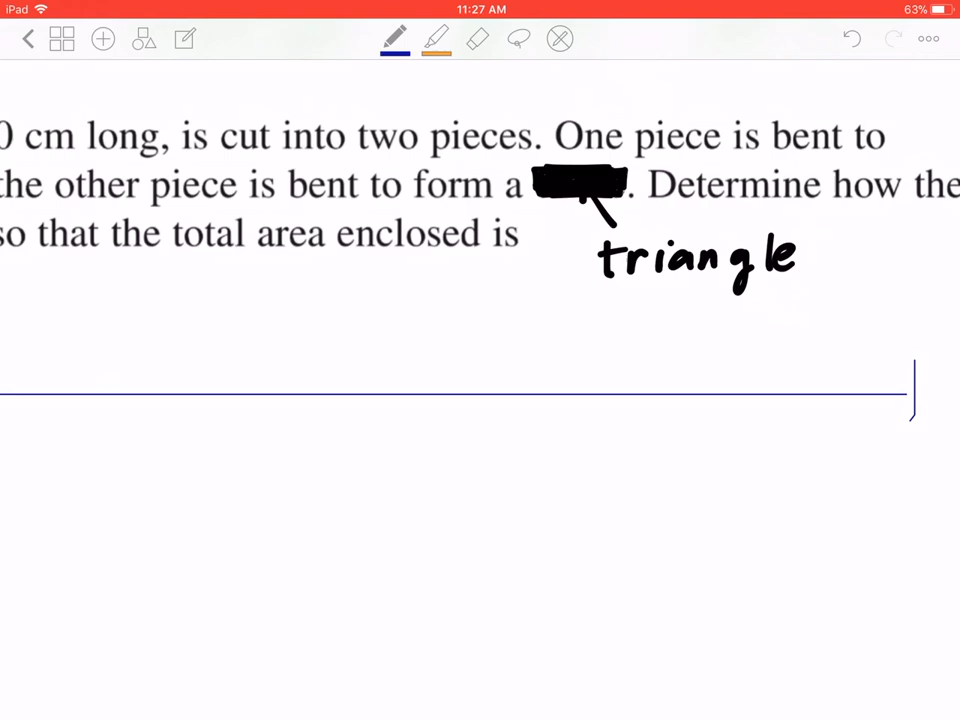 iPad 11:27 AM 63%
0 cm long, is cut into two pieces. One piece is bent to
the other piece is bent to form a . Determine how the
so that the total area enclosed is
triangle